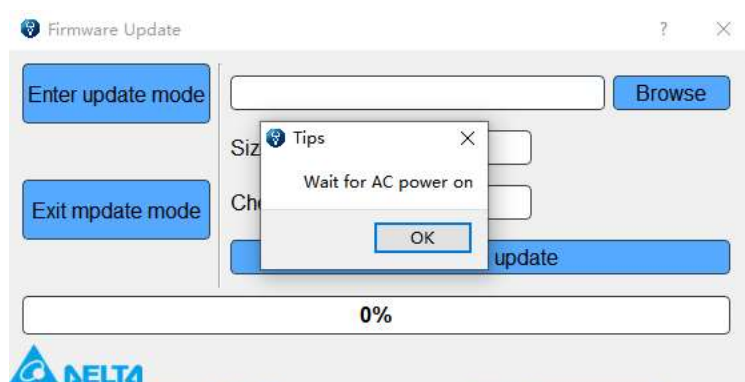 Firmware Update
?
Enter update mode
Browse
Siz
Tips
Wait for AC power on
OK
Exit mpdate mode
Che
update
0%
DELTA